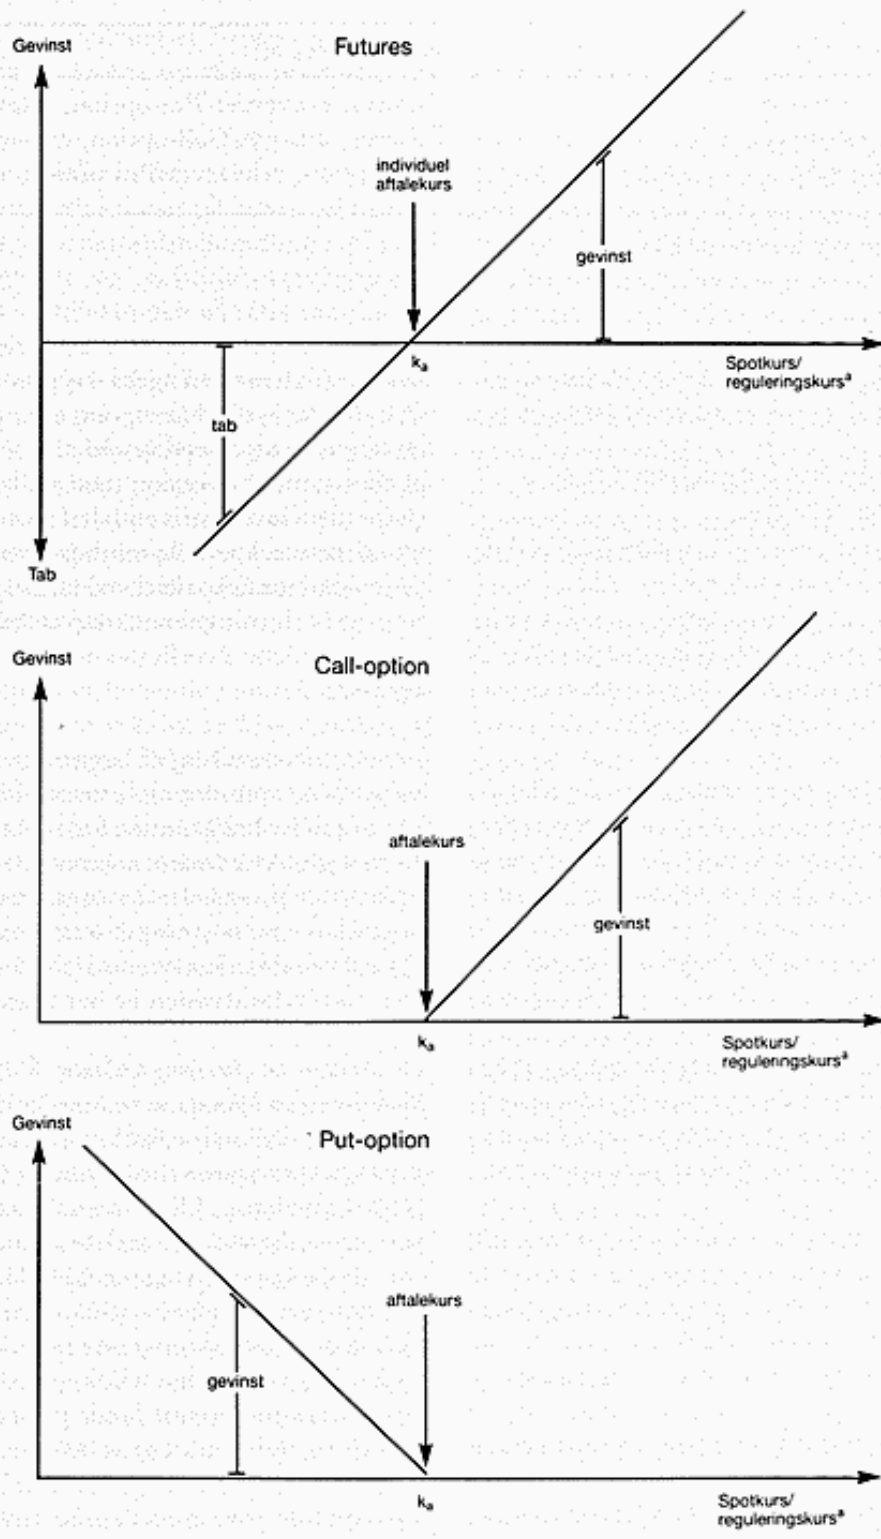 Gevinst
Futures
individuel
aftalekurs
gevinst
kₐ
Spotkurs/
reguleringskursᵃ
tab
Tab
Gevinst
Call-option
aftalekurs
gevinst
kₐ
Spotkurs/
reguleringskursᵃ
Gevinst
Put-option
aftalekurs
gevinst
kₐ
Spotkurs/
reguleringskursᵃ